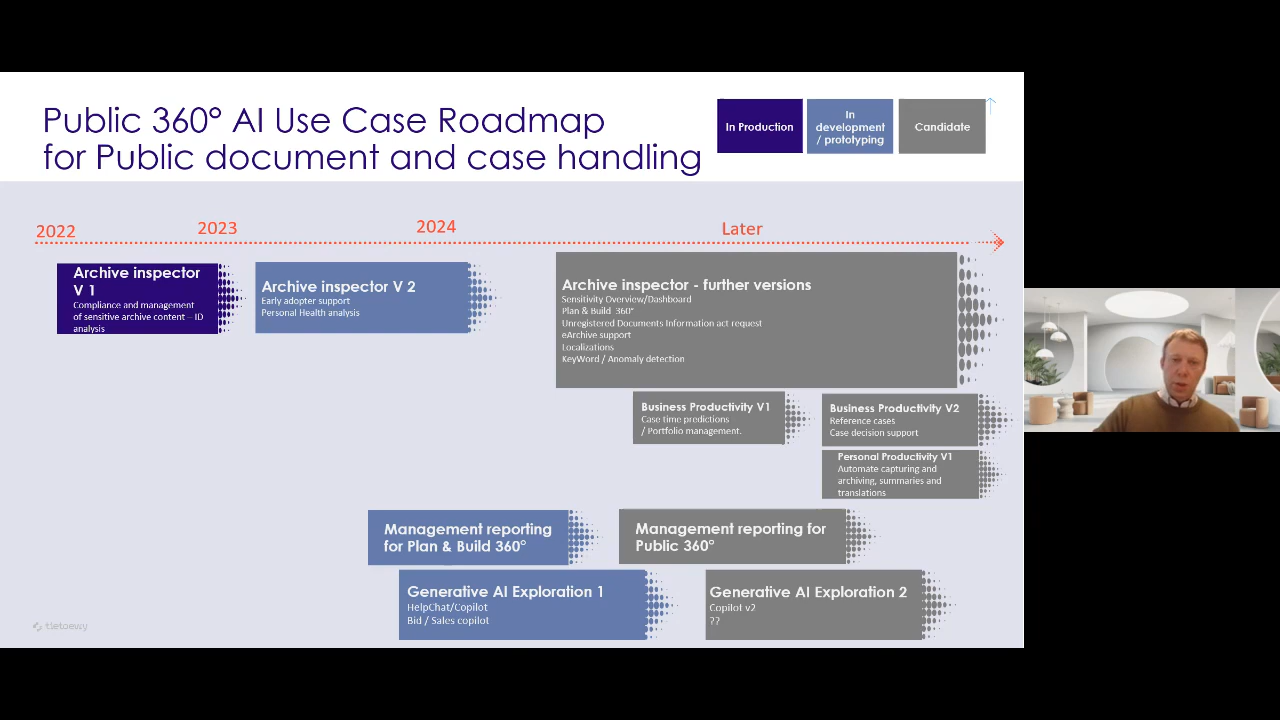 Public 360° AI Use Case Roadmap
for Public document and case handling
In Production
In
development
/ prototyping
Candidate
2022
2023
2024
Later
Archive inspector
V 1
Compliance and management
of sensitive archive content – ID
analysis
Archive inspector V 2
Early adopter support
Personal Health analysis
Archive inspector - further versions
Sensitivity Overview/Dashboard
Plan & Build 360°
Unregistered Documents Information act request
eArchive support
Localizations
KeyWord / Anomaly detection
Business Productivity V1
Case time predictions
/ Portfolio management.
Business Productivity V2
Reference cases
Case decision support
Personal Productivity V1
Automate capturing and
archiving, summaries and
translations
Management reporting
for Plan & Build 360°
Management reporting for
Public 360°
Generative AI Exploration 1
HelpChat/Copilot
Bid / Sales copilot
Generative AI Exploration 2
Copilot v2
??
tietoevry